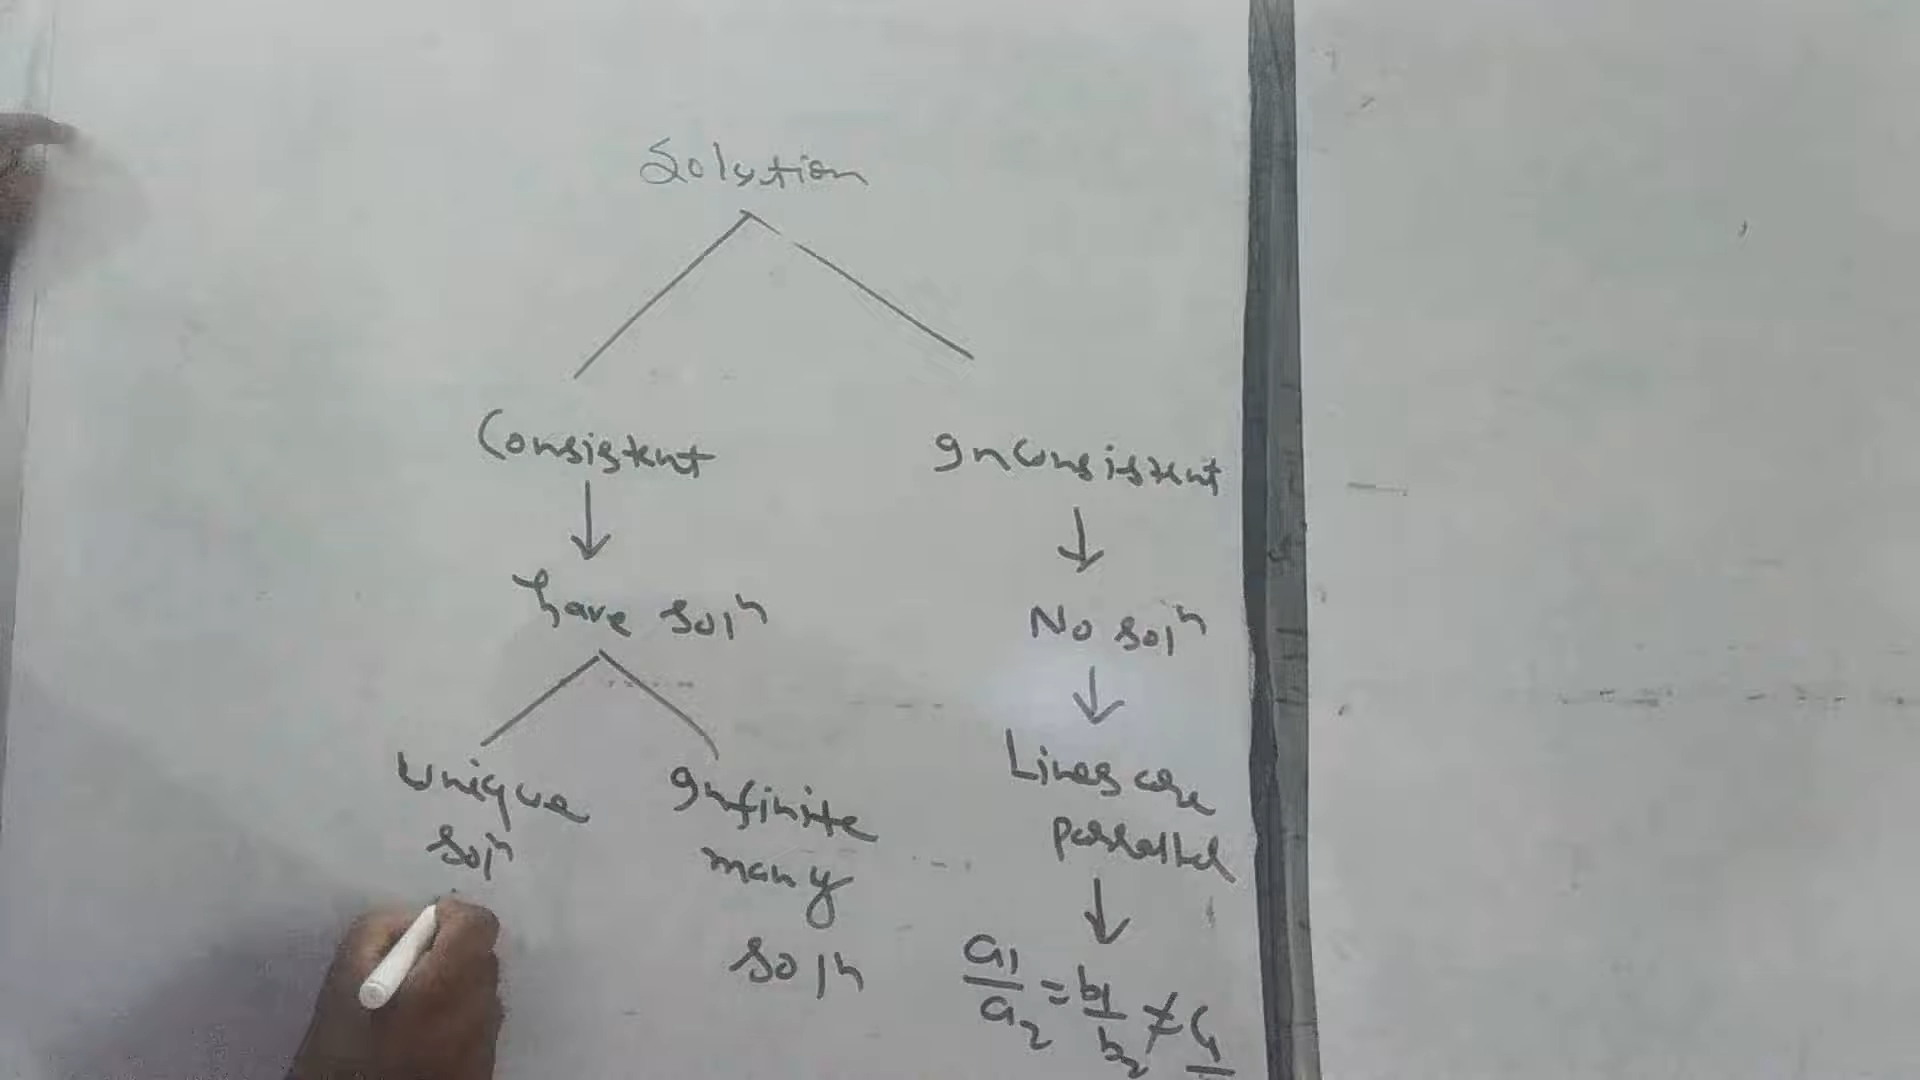 Solution
Consistent
Inconsistent
have solⁿ
No solⁿ
Unique
solⁿ
Infinite
many
solⁿ
Lines are
parallel
a₁/a₂ = b₁/b₂ ≠ c₁